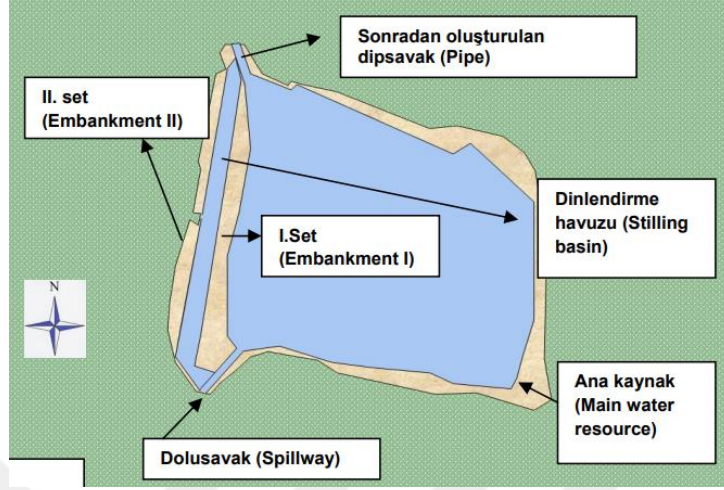 Sonradan oluşturulan
dipsavak (Pipe)
II. set
(Embankment II)
Dinlendirme
havuzu (Stilling
basin)
I.Set
(Embankment I)
N
Ana kaynak
(Main water
resource)
Dolusavak (Spillway)